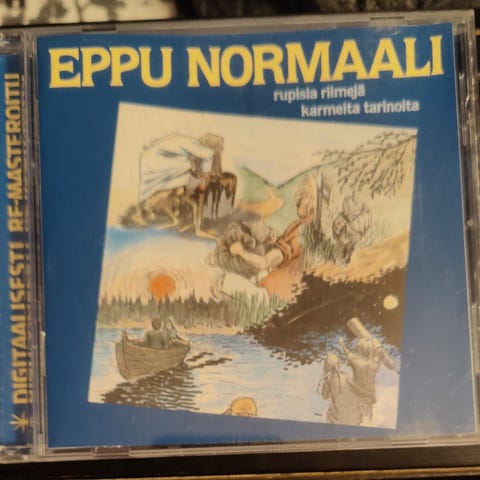 EPPU NORMAALI
rupisia riimejä
karmeita tarinoita
DIGITAALISESTI RE-MASTEROITU